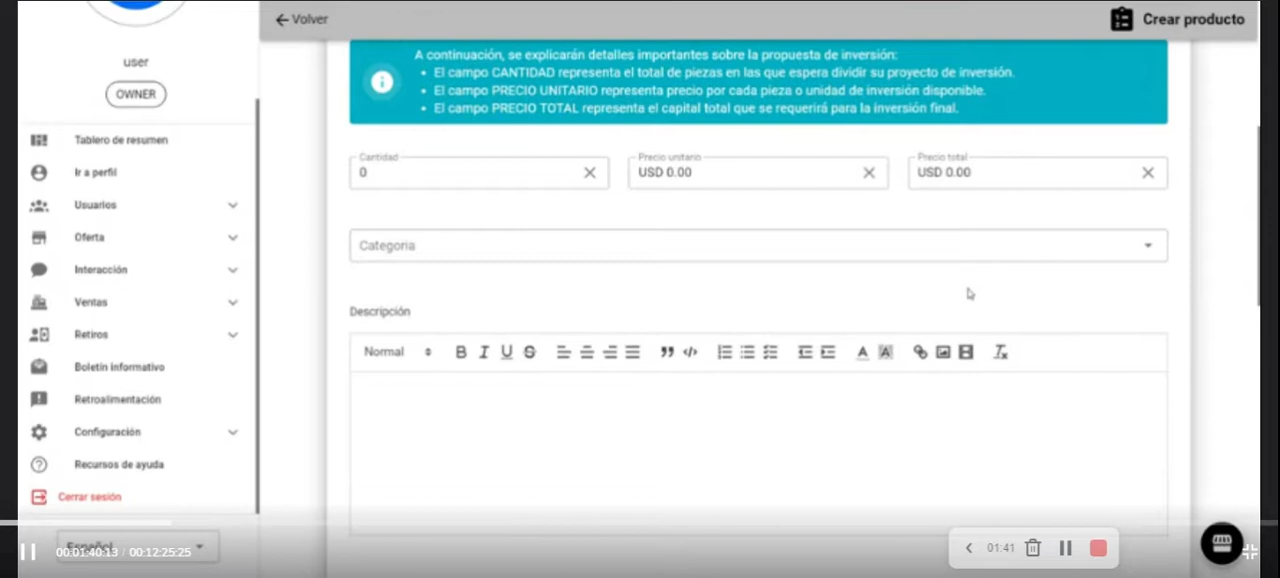 ← Volver
Crear producto
user
OWNER
Tablero de resumen
Ir a perfil
Usuarios
Oferta
Interacción
Ventas
Retiros
Boletín informativo
Retroalimentación
Configuración
Recursos de ayuda
Cerrar sesión
Español
00:01:40:13 / 00:12:25:25
A continuación, se explicarán detalles importantes sobre la propuesta de inversión:
• El campo CANTIDAD representa el total de piezas en las que espera dividir su proyecto de inversión.
• El campo PRECIO UNITARIO representa precio por cada pieza o unidad de inversión disponible.
• El campo PRECIO TOTAL representa el capital total que se requerirá para la inversión final.
Cantidad
0
Precio unitario
USD 0.00
Precio total
USD 0.00
Categoria
Descripción
Normal
01:41